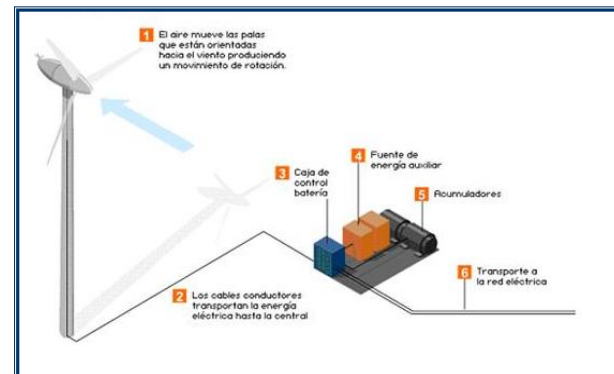 1 El aire mueve las palas
que están orientadas
hacia el viento produciendo
un movimiento de rotación.
4 Fuente de
energía auxiliar
3 Caja de
control
batería
5 Acumuladores
6 Transporte a
la red eléctrica
2 Los cables conductores
transportan la energía
eléctrica hasta la central